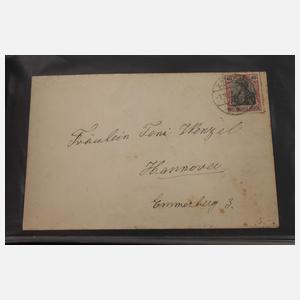 Fräulein Toni Wenzel
Hannover
Emmerberg 3.